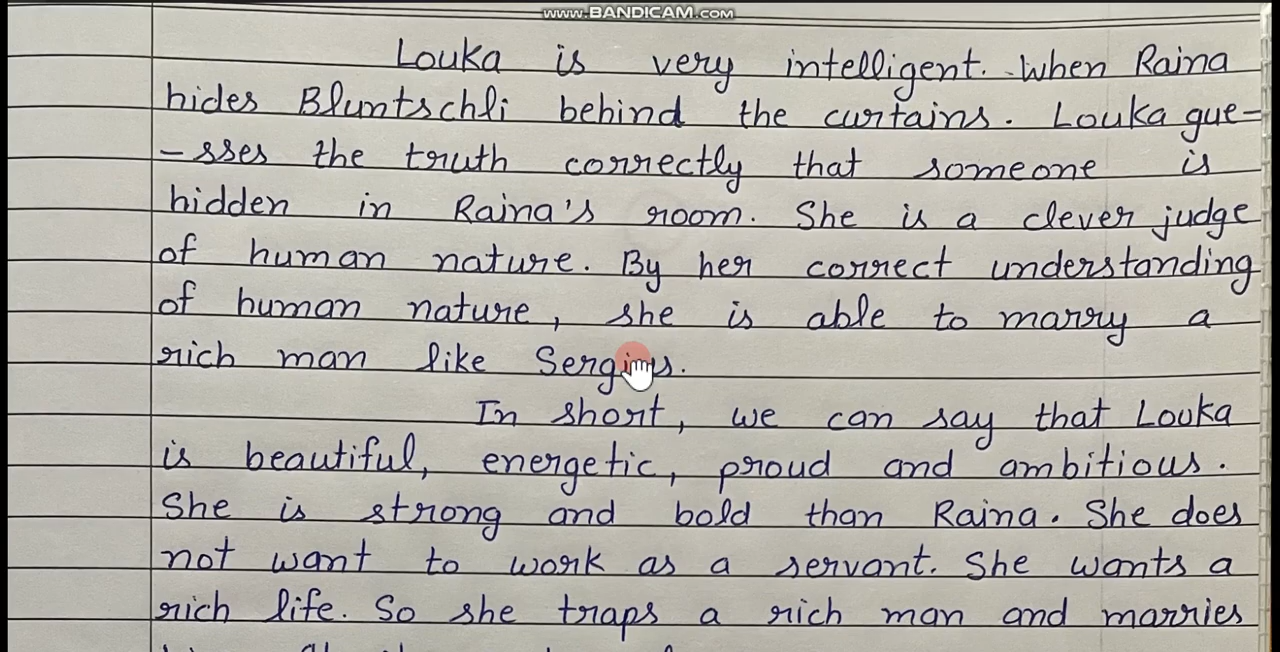 www.BANDICAM.com
Louka is very intelligent. When Raina
hides Bluntschli behind the curtains. Louka gue-
-sses the truth correctly that someone is
hidden in Raina's room. She is a clever judge
of human nature. By her correct understanding
of human nature, she is able to marry a
rich man like Sergius.
In short, we can say that Louka
is beautiful, energetic, proud and ambitious.
She is strong and bold than Raina. She does
not want to work as a servant. She wants a
rich life. So she traps a rich man and marries